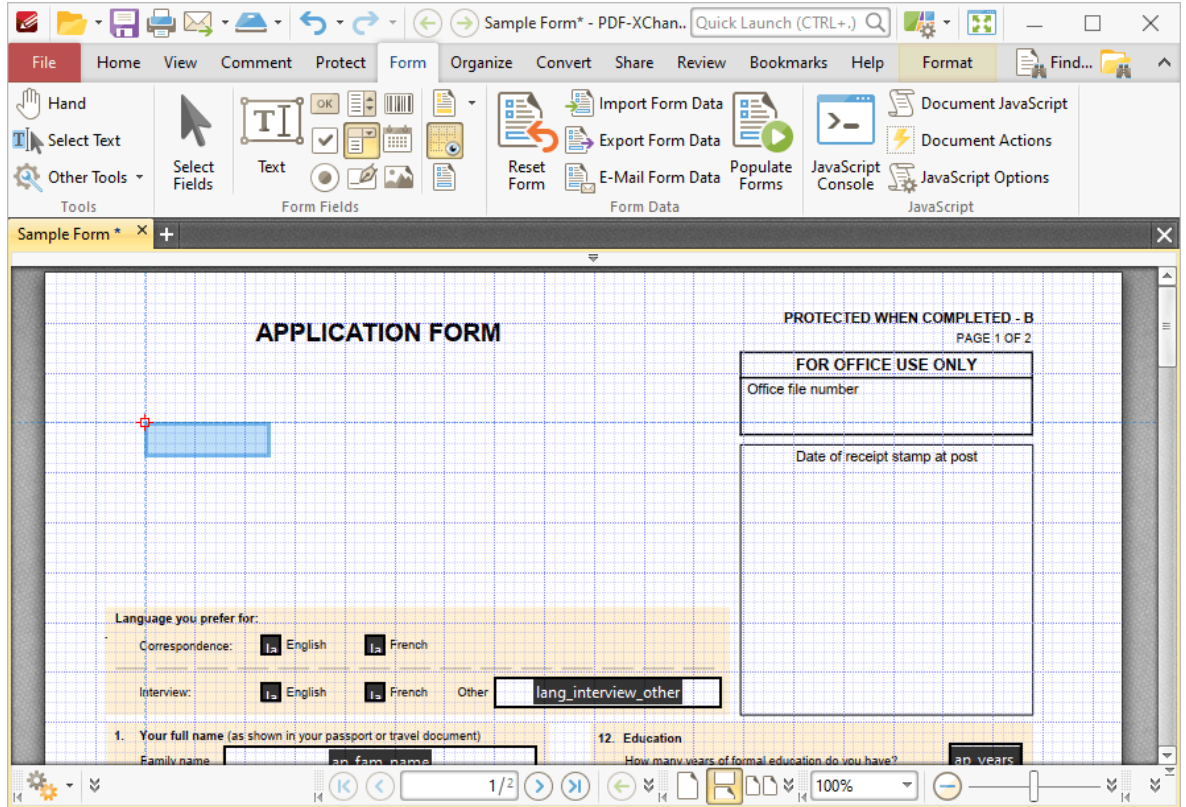 Sample Form* - PDF-XChan.. Quick Launch (CTRL+.)
File Home View Comment Protect Form Organize Convert Share Review Bookmarks Help Format Find...
Hand
Select Text
Other Tools
Tools
Select Fields
Text
OK
Form Fields
Reset Form
Import Form Data
Export Form Data
E-Mail Form Data
Populate Forms
Form Data
JavaScript Console
Document JavaScript
Document Actions
JavaScript Options
JavaScript
Sample Form *
APPLICATION FORM
PROTECTED WHEN COMPLETED - B
PAGE 1 OF 2
FOR OFFICE USE ONLY
Office file number
Date of receipt stamp at post
Language you prefer for:
Correspondence: la English la French
Interview: la English la French Other lang_interview_other
1. Your full name (as shown in your passport or travel document)
Family name ap_fam_name
12. Education
How many years of formal education do you have? ap_years
1/2
100%